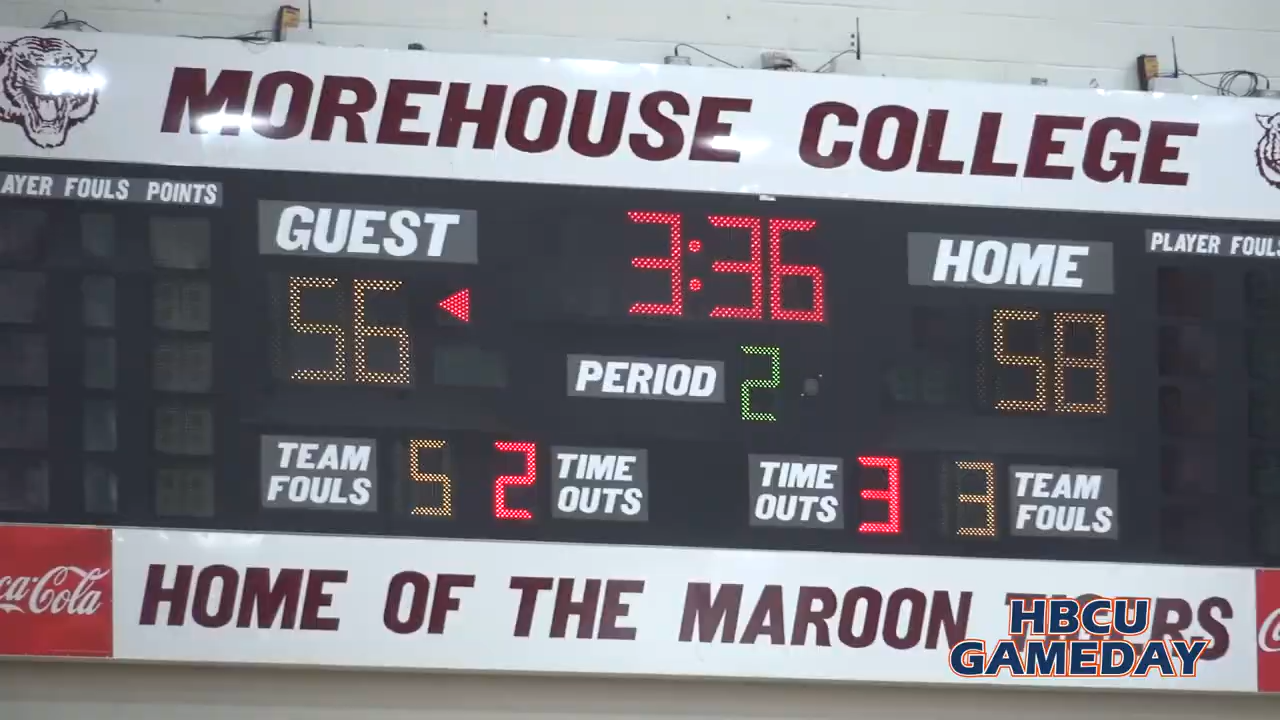 MOREHOUSE COLLEGE
AYER FOULS POINTS
GUEST
3:36
HOME
PLAYER FOULS
56
58
PERIOD 2
TEAM FOULS 5 2 TIME OUTS
TIME OUTS 3 3 TEAM FOULS
ca-Cola
HOME OF THE MAROON TIGERS
HBCU
GAMEDAY